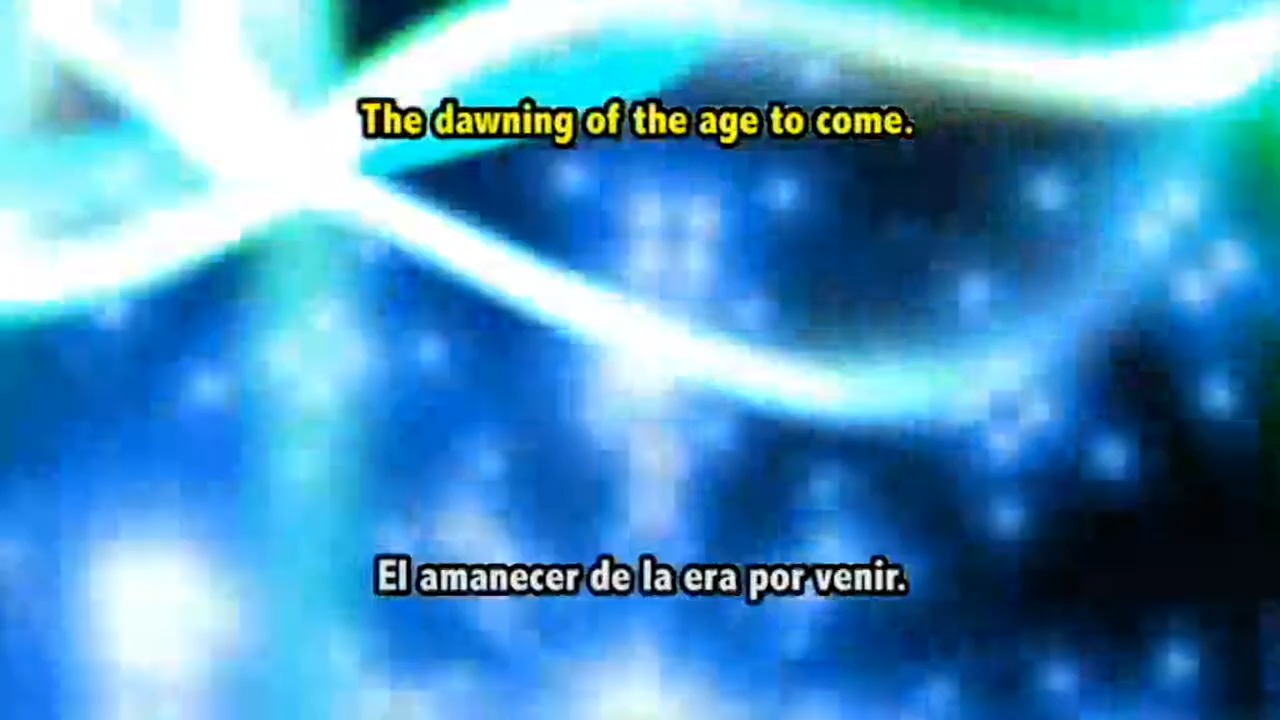 The dawning of the age to come.
El amanecer de la era por venir.